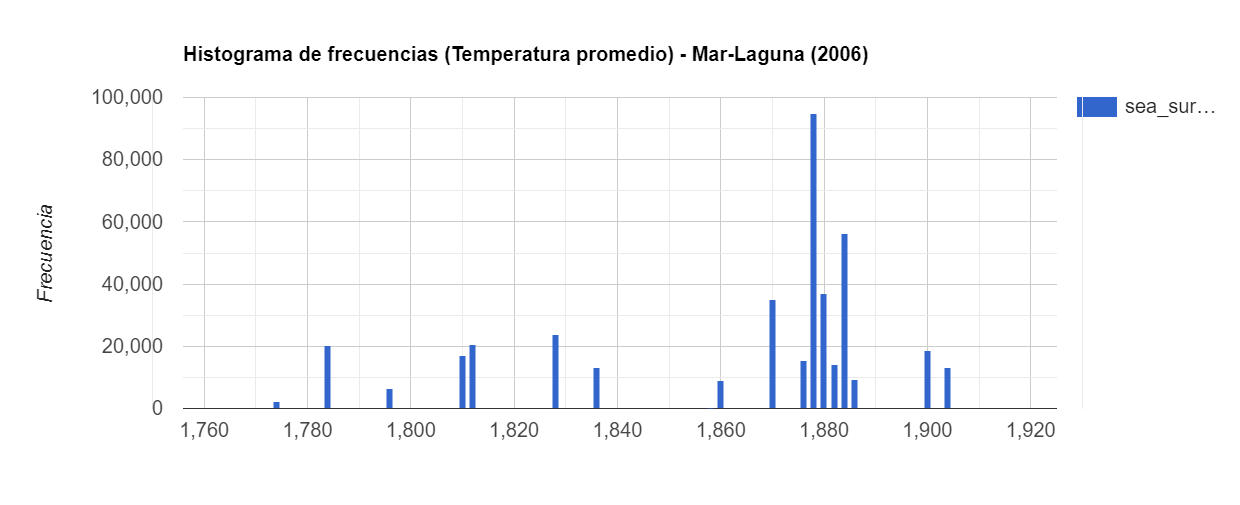 Histograma de frecuencias (Temperatura promedio) - Mar-Laguna (2006)
100,000
80,000
60,000
40,000
20,000
0
Frecuencia
1,760 1,780 1,800 1,820 1,840 1,860 1,880 1,900 1,920
sea_sur…